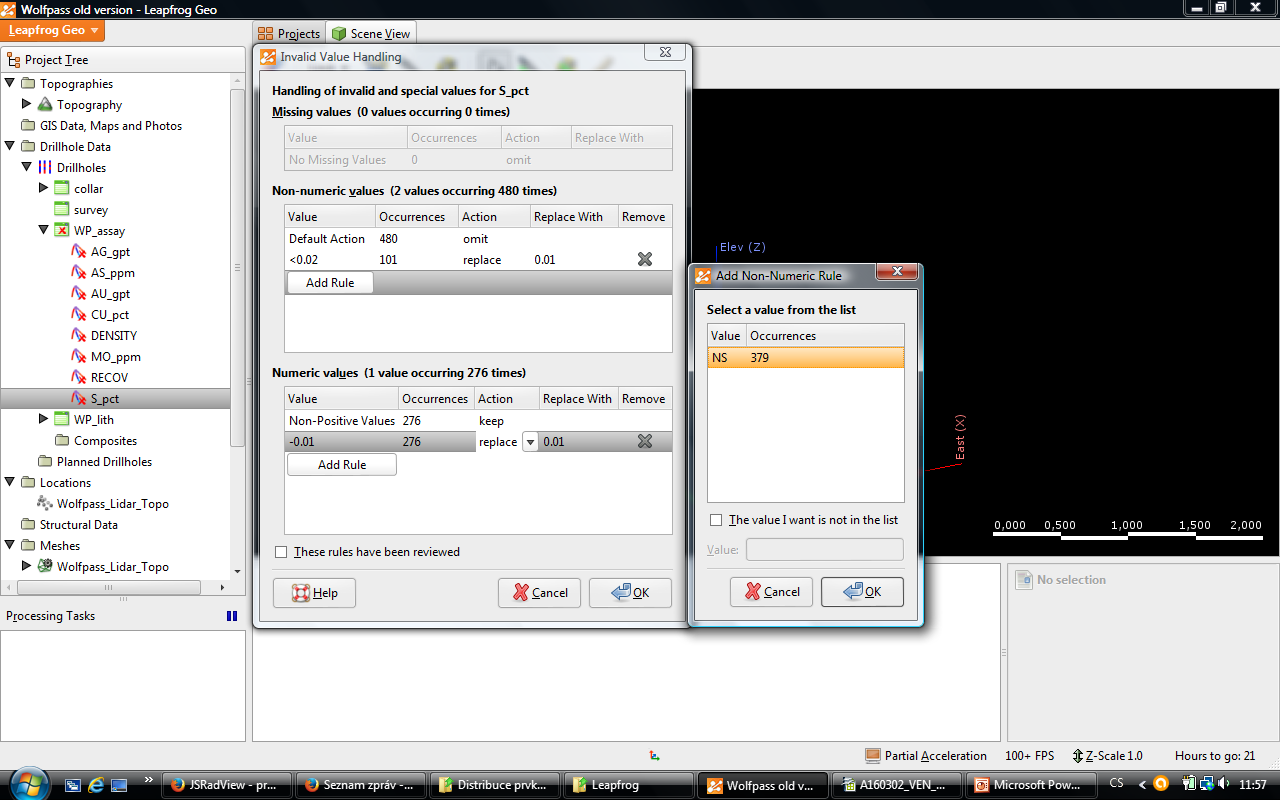 Wolfpass old version - Leapfrog Geo
Leapfrog Geo
Projects
Scene View
Project Tree
Topographies
Topography
GIS Data, Maps and Photos
Drillhole Data
Drillholes
collar
survey
WP_assay
AG_gpt
AS_ppm
AU_gpt
CU_pct
DENSITY
MO_ppm
RECOV
S_pct
WP_lith
Composites
Planned Drillholes
Locations
Wolfpass_Lidar_Topo
Structural Data
Meshes
Wolfpass_Lidar_Topo
Processing Tasks
Invalid Value Handling
Handling of invalid and special values for S_pct
Missing values (0 values occurring 0 times)
Value Occurrences Action Replace With
No Missing Values 0 omit
Non-numeric values (2 values occurring 480 times)
Value Occurrences Action Replace With Remove
Default Action 480 omit
<0.02 101 replace 0.01
Add Rule
Numeric values (1 value occurring 276 times)
Value Occurrences Action Replace With Remove
Non-Positive Values 276 keep
-0.01 276 replace 0.01
Add Rule
These rules have been reviewed
Help Cancel OK
Elev (Z)
Add Non-Numeric Rule
Select a value from the list
Value Occurrences
NS 379
The value I want is not in the list
Value:
Cancel OK
East (X)
0,000 0,500 1,000 1,500 2,000
No selection
Partial Acceleration 100+ FPS Z-Scale 1.0 Hours to go: 21
JSRadView - pr... Seznam zpráv -... Distribuce prvk... Leapfrog Wolfpass old v... A160302_VEN_... Microsoft Pow... CS 11:57